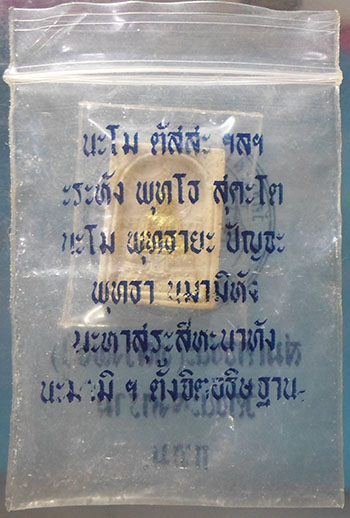 นะโม ตัสสะ ฯลฯ
ะระหัง พุทโธ สุคะโต
นะโม พุทธายะ ปัญจะ
พุทธา นมามิหัง
มะหาสุระสีหะนาทัง
นะมามิ ฯ ตั้งจิตอธิษฐาน